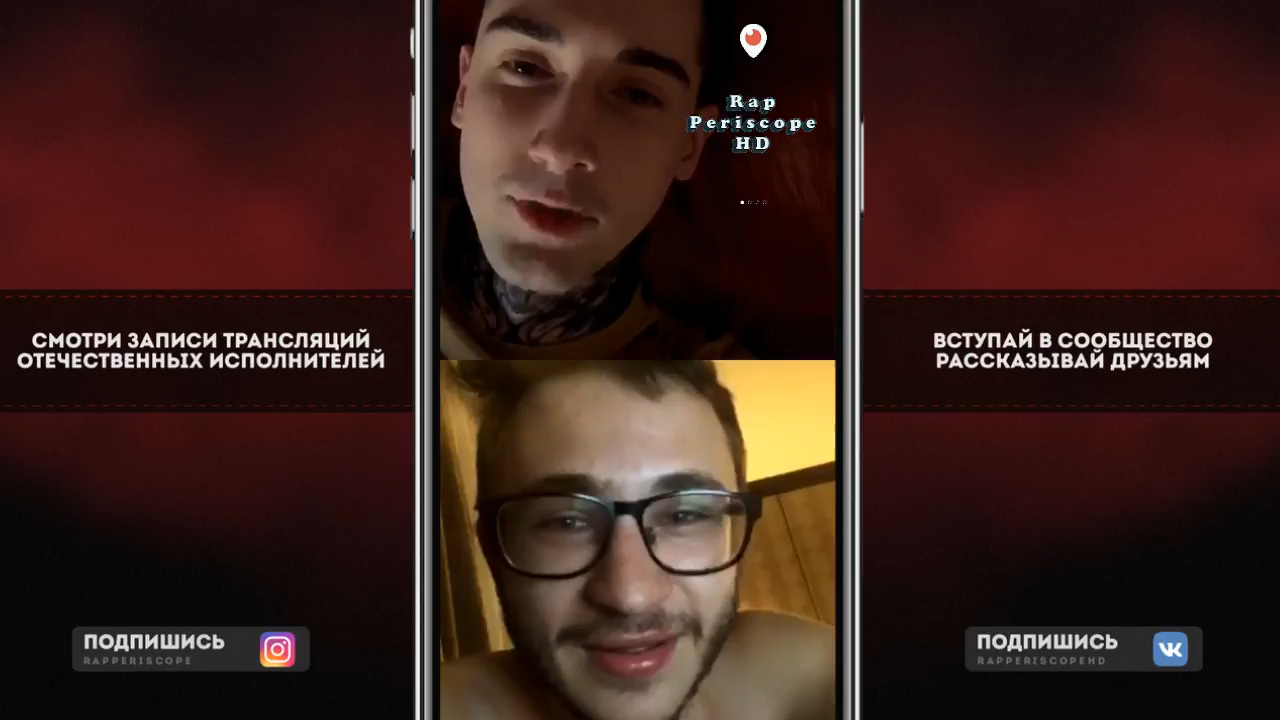 Rap
Periscope
HD
СМОТРИ ЗАПИСИ ТРАНСЛЯЦИЙ
ОТЕЧЕСТВЕННЫХ ИСПОЛНИТЕЛЕЙ
ВСТУПАЙ В СООБЩЕСТВО
РАССКАЗЫВАЙ ДРУЗЬЯМ
ПОДПИШИСЬ
RAPPERISCOPE
ПОДПИШИСЬ
RAPPERISCOPEHD